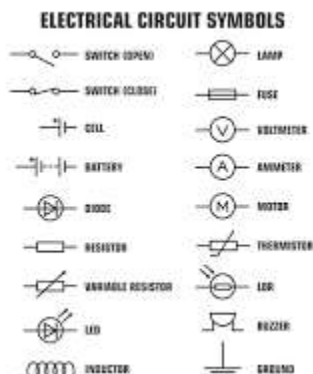 ELECTRICAL CIRCUIT SYMBOLS
SWITCH (OPEN)
SWITCH (CLOSE)
CELL
BATTERY
DIODE
RESISTOR
VARIABLE RESISTOR
LED
INDUCTOR
LAMP
FUSE
V VOLTMETER
A AMMETER
M MOTOR
THERMISTOR
LDR
BUZZER
GROUND